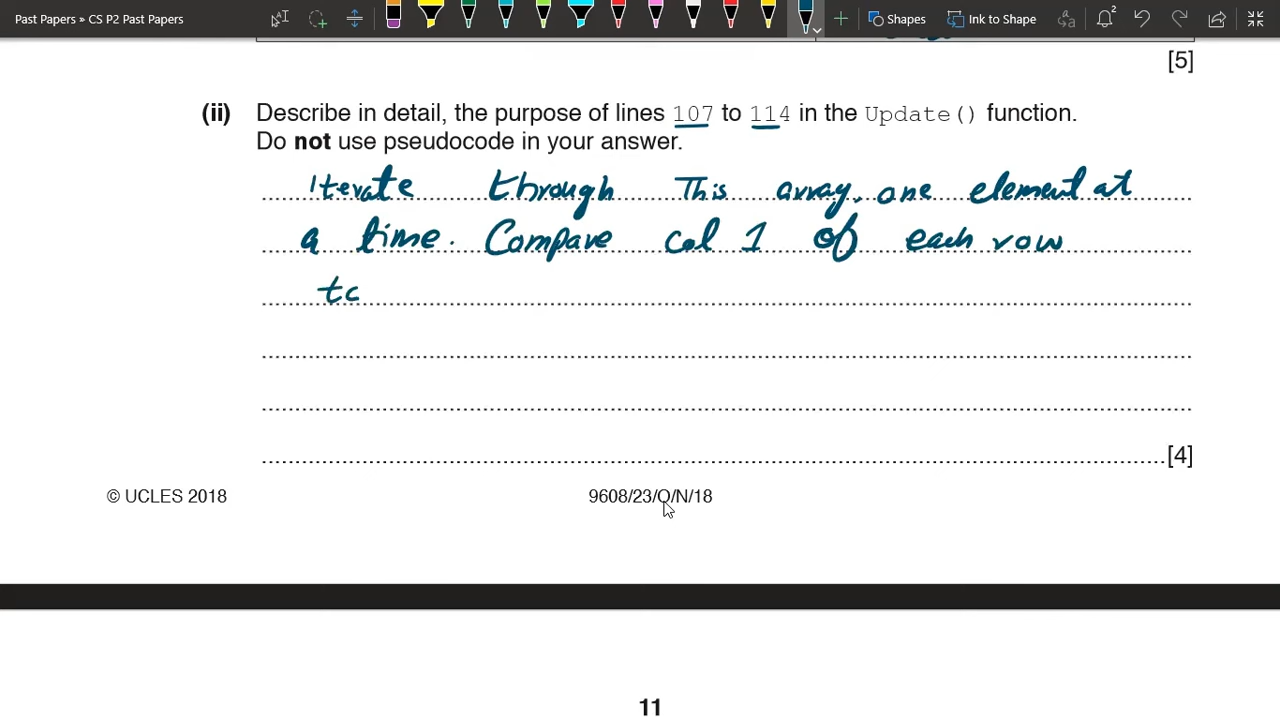 Past Papers » CS P2 Past Papers
Shapes
Ink to Shape
2
[5]
(ii) Describe in detail, the purpose of lines 107 to 114 in the Update() function.
Do not use pseudocode in your answer.
Iterate through This array, one element at
a time. Compare col 1 of each row
to
[4]
© UCLES 2018
9608/23/O/N/18
11